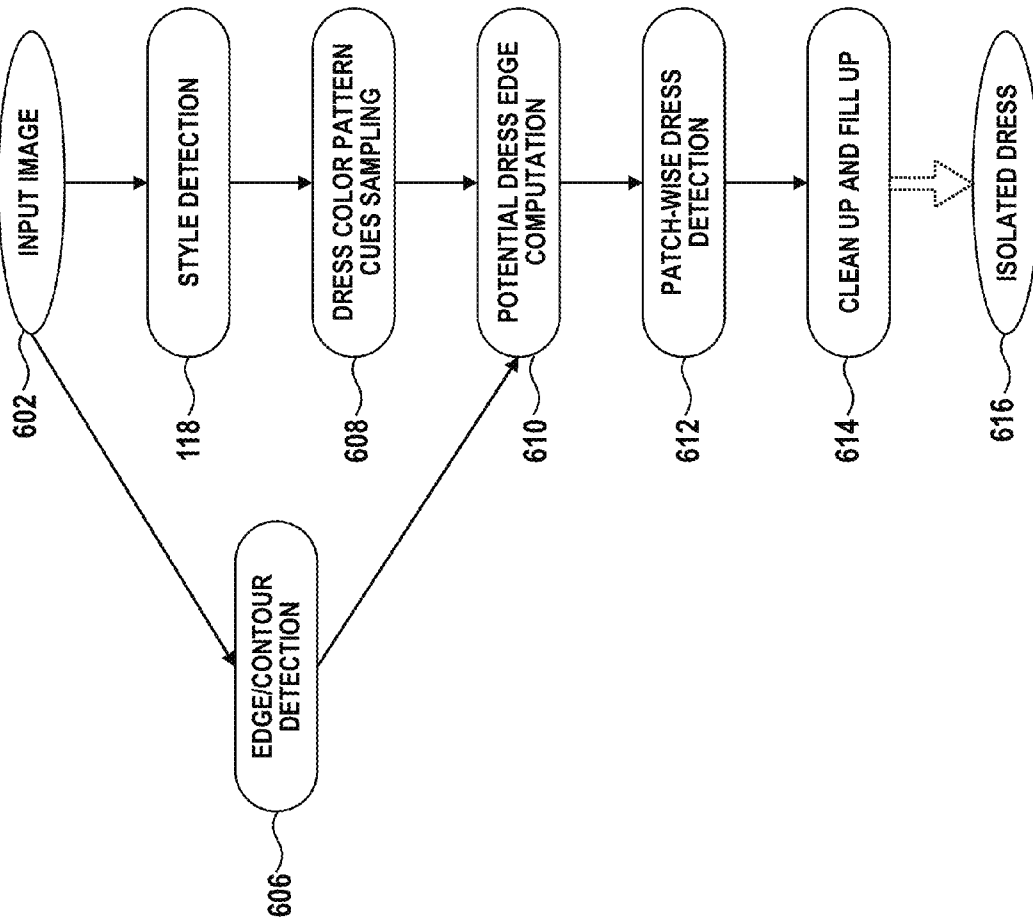 INPUT IMAGE
602
STYLE DETECTION
118
EDGE/CONTOUR
DETECTION
606
DRESS COLOR PATTERN
CUES SAMPLING
608
POTENTIAL DRESS EDGE
COMPUTATION
610
PATCH-WISE DRESS
DETECTION
612
CLEAN UP AND FILL UP
614
ISOLATED DRESS
616